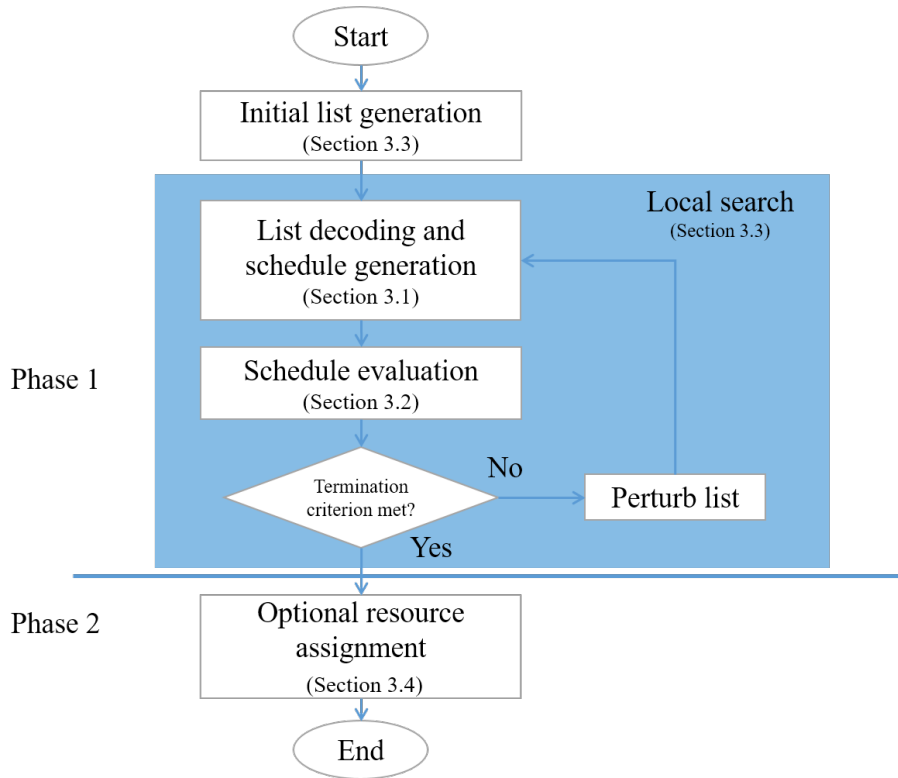 Start
Initial list generation
(Section 3.3)
Local search
(Section 3.3)
List decoding and
schedule generation
(Section 3.1)
Phase 1
Schedule evaluation
(Section 3.2)
Termination
criterion met?
No
Perturb list
Yes
Phase 2
Optional resource
assignment
(Section 3.4)
End